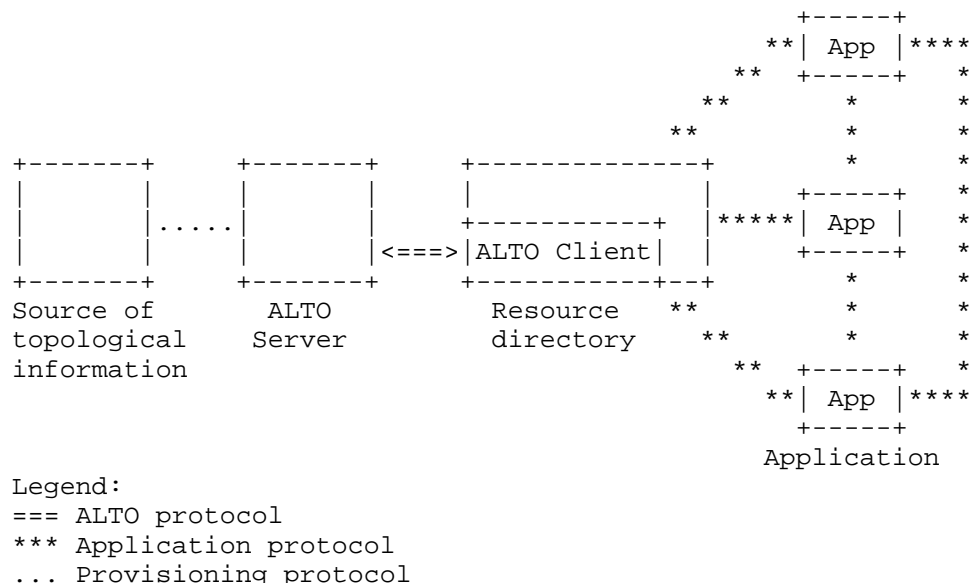 +-----+
                                                **| App |****
                                              **  +-----+   *
                                            **       *      *
                                          **         *      *
+-------+     +-------+     +--------------+         *      *
|       |     |       |     |              |      +-----+   *
|       |.....|       |     +-----------+  |*****| App |   *
|       |     |       |<===>|ALTO Client|  |      +-----+   *
+-------+     +-------+     +-----------+--+         *      *
Source of       ALTO          Resource    **         *      *
topological    Server         directory     **       *      *
information                                   **  +-----+   *
                                                **| App |****
                                                  +-----+
                                                Application
Legend:
=== ALTO protocol
*** Application protocol
... Provisioning protocol